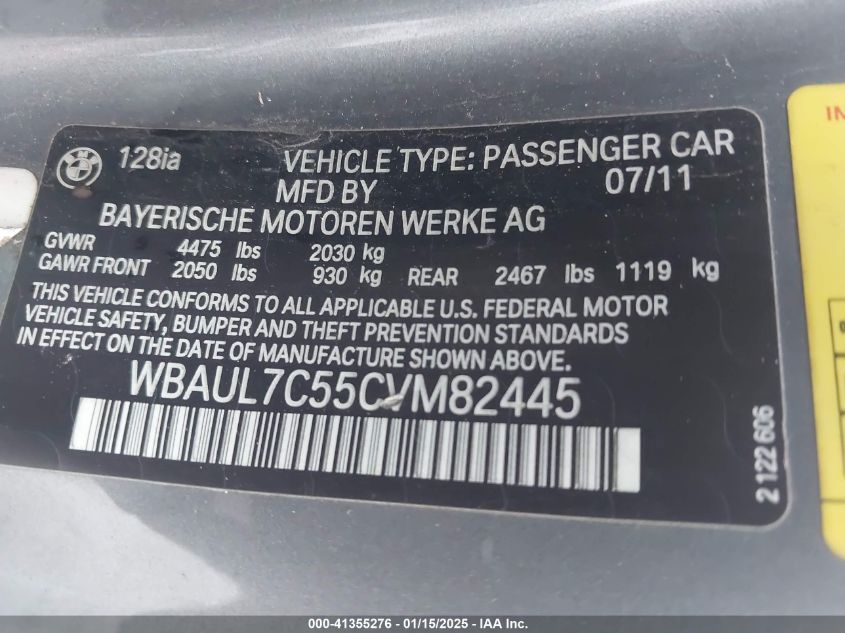 128ia VEHICLE TYPE: PASSENGER CAR
MFD BY 07/11
BAYERISCHE MOTOREN WERKE AG
GVWR 4475 lbs 2030 kg
GAWR FRONT 2050 lbs 930 kg REAR 2467 lbs 1119 kg
THIS VEHICLE CONFORMS TO ALL APPLICABLE U.S. FEDERAL MOTOR
VEHICLE SAFETY, BUMPER AND THEFT PREVENTION STANDARDS
IN EFFECT ON THE DATE OF MANUFACTURE SHOWN ABOVE.
WBAUL7C55CVM82445
2 122 606
000-41355276 - 01/15/2025 - IAA Inc.